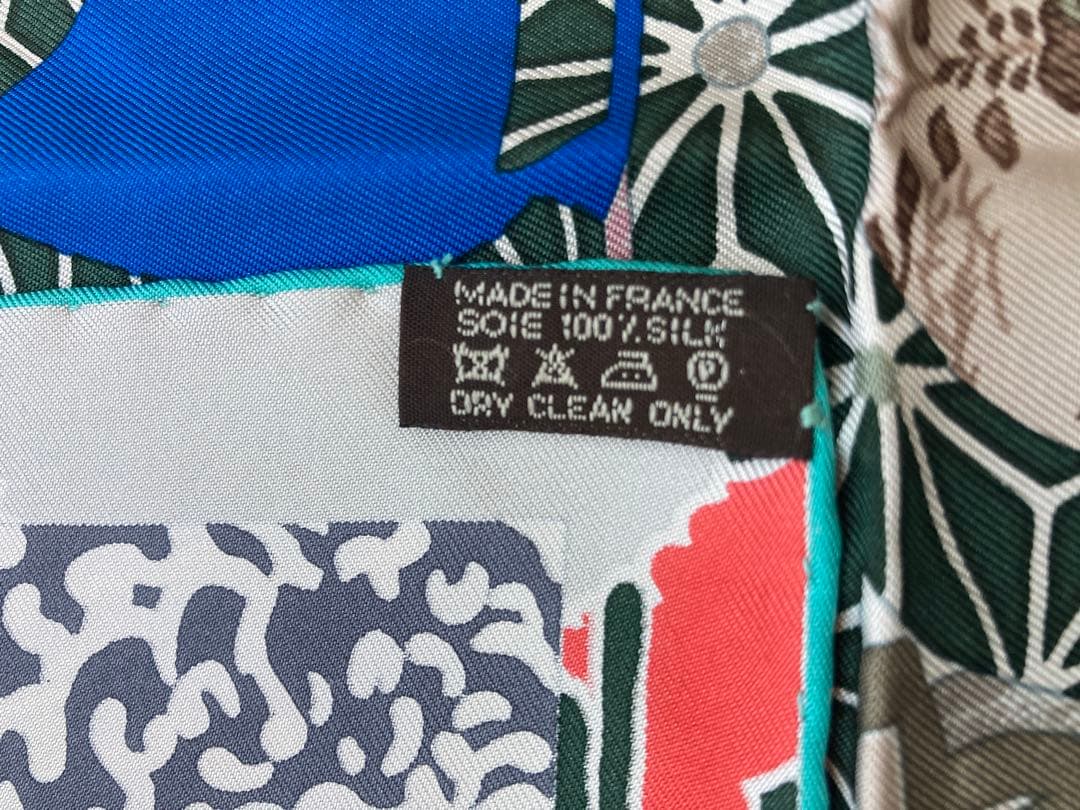 MADE IN FRANCE
SOIE 100% SILK
P
DRY CLEAN ONLY